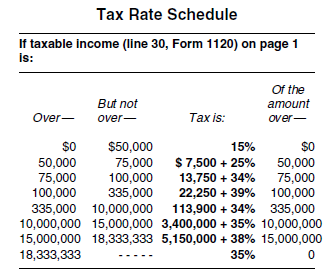 Tax Rate Schedule
If taxable income (line 30, Form 1120) on page 1
is:
Of the
But not amount
Over— over— Tax is: over—
$0 $50,000 15% $0
50,000 75,000 $ 7,500 + 25% 50,000
75,000 100,000 13,750 + 34% 75,000
100,000 335,000 22,250 + 39% 100,000
335,000 10,000,000 113,900 + 34% 335,000
10,000,000 15,000,000 3,400,000 + 35% 10,000,000
15,000,000 18,333,333 5,150,000 + 38% 15,000,000
18,333,333 - - - - - 35% 0